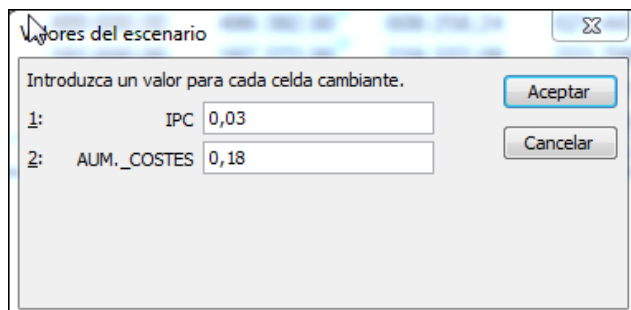 Valores del escenario
Introduzca un valor para cada celda cambiante.
Aceptar
1: IPC 0,03
Cancelar
2: AUM._COSTES 0,18